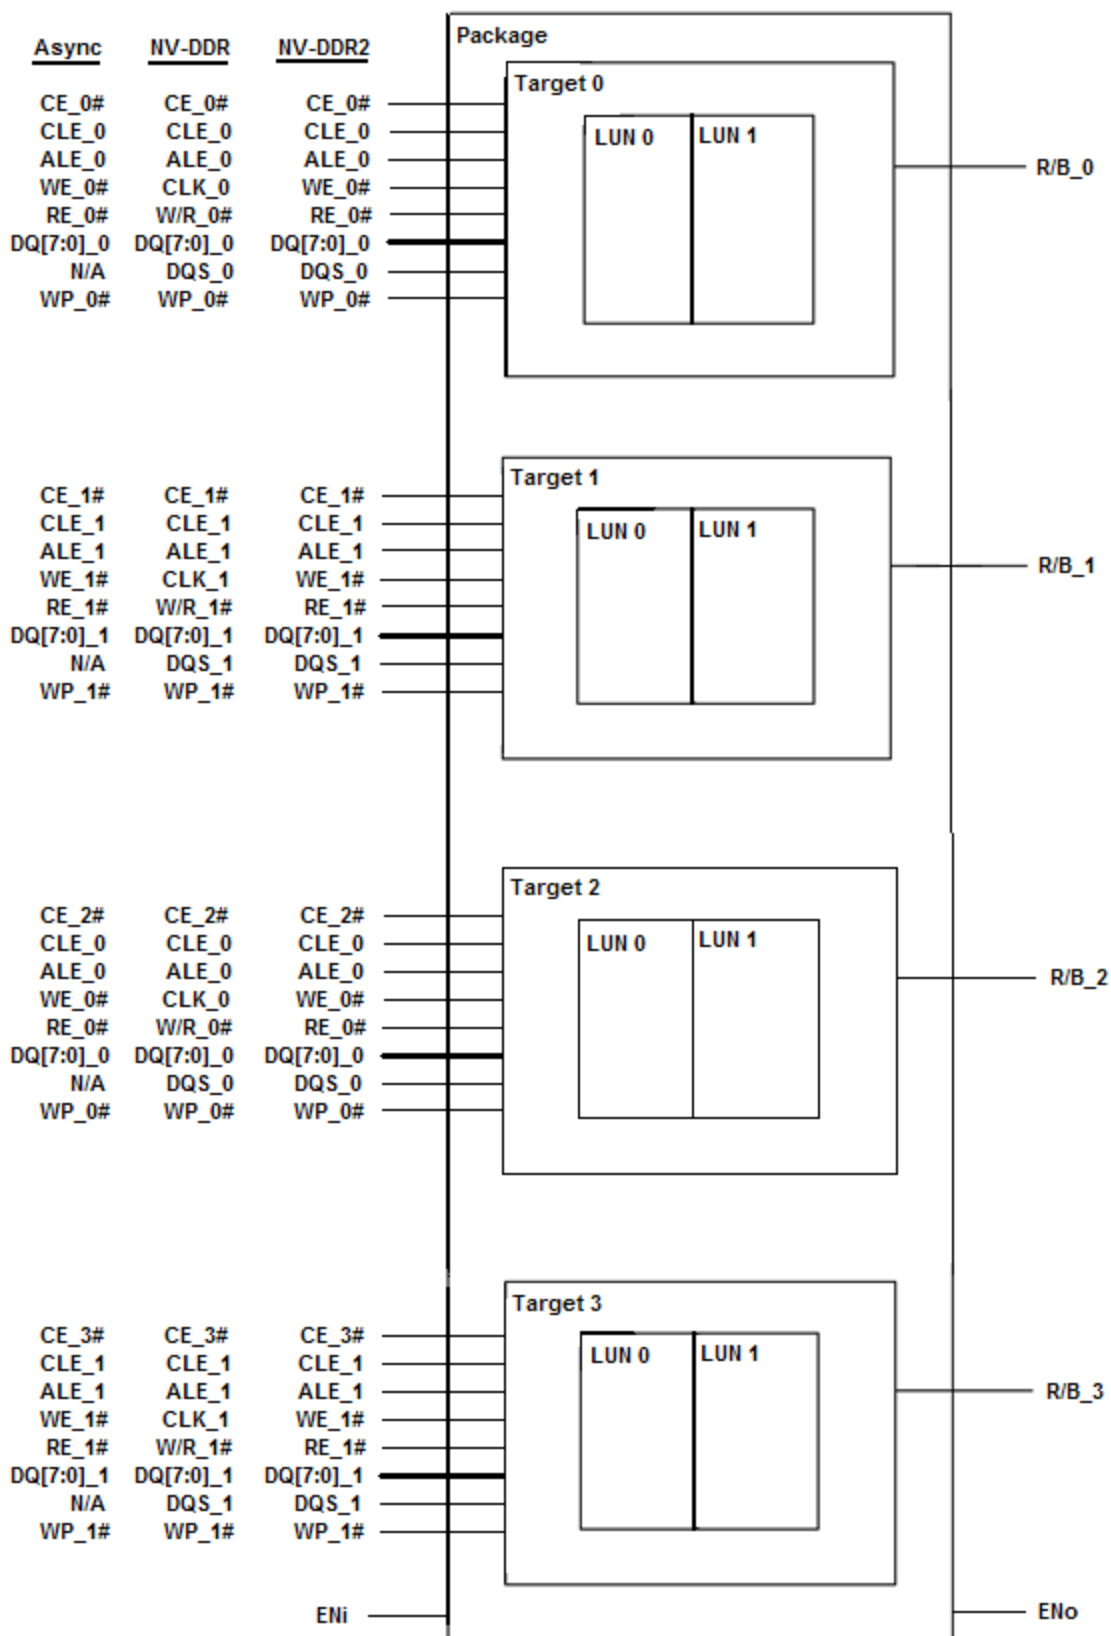 Package
Async NV-DDR NV-DDR2
Target 0
CE_0# CE_0# CE_0#
CLE_0 CLE_0 CLE_0
LUN 0 LUN 1
ALE_0 ALE_0 ALE_0
R/B_0
WE_0# CLK_0 WE_0#
RE_0# W/R_0# RE_0#
DQ[7:0]_0 DQ[7:0]_0 DQ[7:0]_0
N/A DQS_0 DQS_0
WP_0# WP_0# WP_0#
Target 1
CE_1# CE_1# CE_1#
CLE_1 CLE_1 CLE_1
LUN 0 LUN 1
ALE_1 ALE_1 ALE_1
R/B_1
WE_1# CLK_1 WE_1#
RE_1# W/R_1# RE_1#
DQ[7:0]_1 DQ[7:0]_1 DQ[7:0]_1
N/A DQS_1 DQS_1
WP_1# WP_1# WP_1#
Target 2
CE_2# CE_2# CE_2#
CLE_0 CLE_0 CLE_0
LUN 0 LUN 1
ALE_0 ALE_0 ALE_0
R/B_2
WE_0# CLK_0 WE_0#
RE_0# W/R_0# RE_0#
DQ[7:0]_0 DQ[7:0]_0 DQ[7:0]_0
N/A DQS_0 DQS_0
WP_0# WP_0# WP_0#
Target 3
CE_3# CE_3# CE_3#
LUN 0 LUN 1
CLE_1 CLE_1 CLE_1
ALE_1 ALE_1 ALE_1
R/B_3
WE_1# CLK_1 WE_1#
RE_1# W/R_1# RE_1#
DQ[7:0]_1 DQ[7:0]_1 DQ[7:0]_1
N/A DQS_1 DQS_1
WP_1# WP_1# WP_1#
ENi
ENo